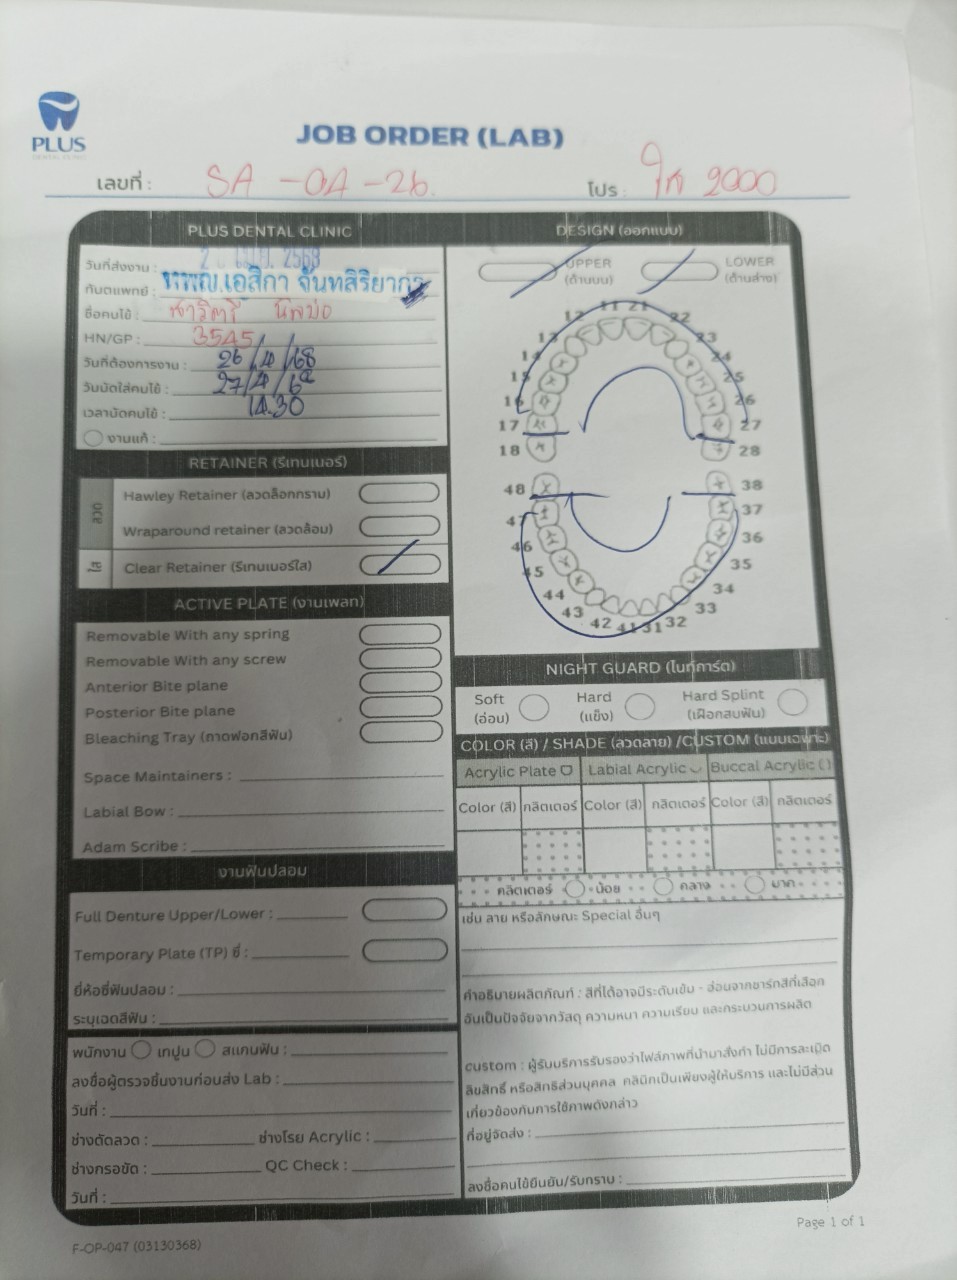 PLUS
DENTAL CLINIC
JOB ORDER (LAB)
เลขที่ : SA - 0A - 26.
โปร : ใส 2000
PLUS DENTAL CLINIC
วันที่ส่งงาน : เม.ย. 2568
ทันตแพทย์ : ทพญ.เอสิกา จันทสิริยากร
ชื่อคนไข้ :
HN/GP : 3545
วันที่ต้องการงาน : 26/4/68
วันนัดใส่คนไข้ : 27/4/68
เวลานัดคนไข้ : 14.30
งานแก้ :
RETAINER (รีเทนเนอร์)
ลวด
Hawley Retainer (ลวดล็อกกราม)
Wraparound retainer (ลวดล้อม)
ใส
Clear Retainer (รีเทนเนอร์ใส)
ACTIVE PLATE (งานเพลท)
Removable With any spring
Removable With any screw
Anterior Bite plane
Posterior Bite plane
Bleaching Tray (ถาดฟอกสีฟัน)
Space Maintainers :
Labial Bow :
Adam Scribe :
งานฟันปลอม
Full Denture Upper/Lower :
Temporary Plate (TP) ซี่ :
ยี่ห้อซี่ฟันปลอม :
ระบุเฉดสีฟัน :
พนักงาน เทปูน สแกนฟัน :
ลงชื่อผู้ตรวจชิ้นงานก่อนส่ง Lab :
วันที่ :
ช่างดัดลวด : ช่างโรย Acrylic :
ช่างกรอขัด : QC Check :
วันที่ :
DESIGN (ออกแบบ)
UPPER (ด้านบน)
LOWER (ด้านล่าง)
11 21
12 22
13 23
14 24
15 25
16 26
17 27
18 28
48 38
47 37
46 36
45 35
44 34
43 33
42 41 31 32
NIGHT GUARD (ไนท์การ์ด)
Soft (อ่อน)
Hard (แข็ง)
Hard Splint (เฝือกสบฟัน)
COLOR (สี) / SHADE (ลวดลาย) /CUSTOM (แบบเฉพาะ)
Acrylic Plate Labial Acrylic Buccal Acrylic
Color (สี) กลิตเตอร์ Color (สี) กลิตเตอร์ Color (สี) กลิตเตอร์
กลิตเตอร์ น้อย กลาง มาก
เช่น ลาย หรือลักษณะ Special อื่นๆ
คำอธิบายผลิตภัณฑ์ : สีที่ได้อาจมีระดับเข้ม - อ่อนจากชาร์ทสีที่เลือก
อันเป็นปัจจัยจากวัสดุ ความหนา ความเรียบ และกระบวนการผลิต
custom : ผู้รับบริการรับรองว่าไฟล์ภาพที่นำมาสั่งทำ ไม่มีการละเมิด
ลิขสิทธิ์ หรือสิทธิส่วนบุคคล คลินิกเป็นเพียงผู้ให้บริการ และไม่มีส่วน
เกี่ยวข้องกับการใช้ภาพดังกล่าว
ที่อยู่จัดส่ง :
ลงชื่อคนไข้ยืนยัน/รับทราบ :
Page 1 of 1
F-OP-047 (03130368)